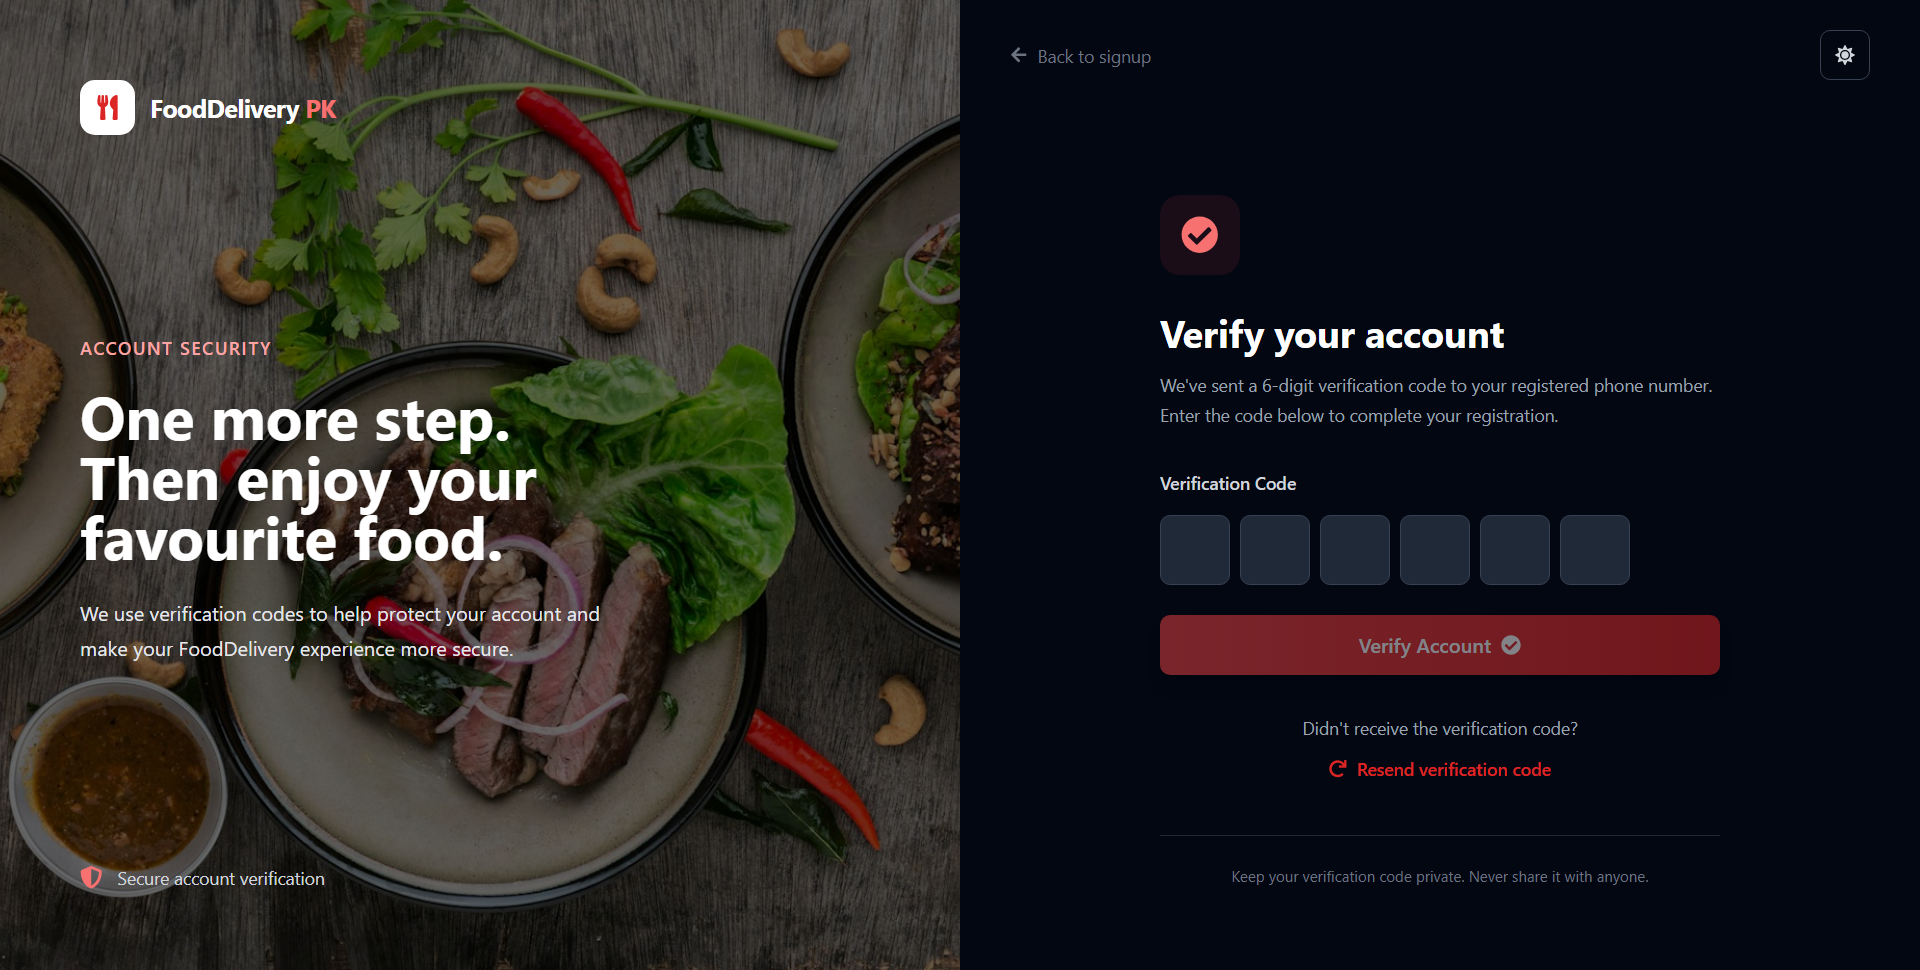 FoodDelivery PK
ACCOUNT SECURITY
One more step.
Then enjoy your
favourite food.
We use verification codes to help protect your account and
make your FoodDelivery experience more secure.
Secure account verification
Back to signup
Verify your account
We've sent a 6-digit verification code to your registered phone number.
Enter the code below to complete your registration.
Verification Code
Verify Account
Didn't receive the verification code?
Resend verification code
Keep your verification code private. Never share it with anyone.